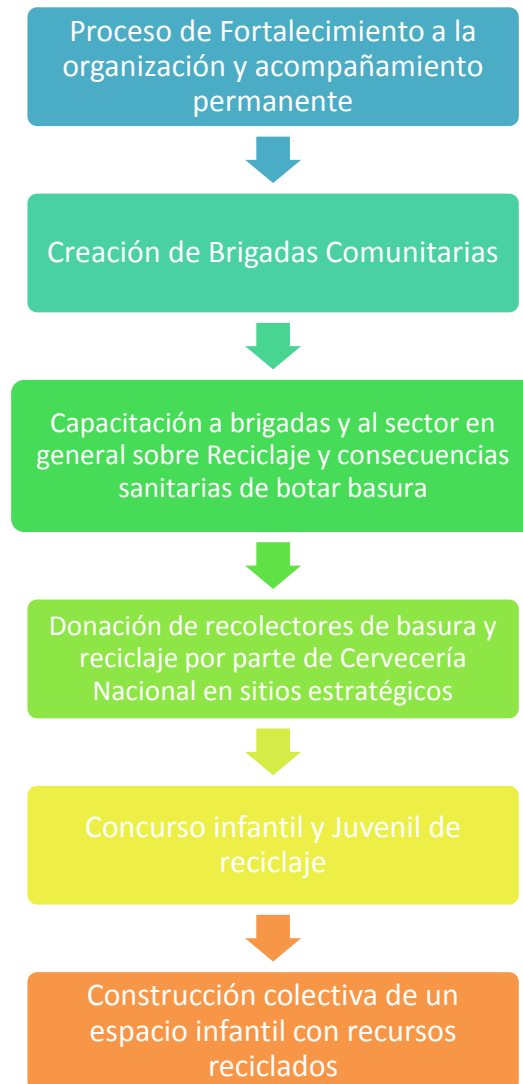 Proceso de Fortalecimiento a la
organización y acompañamiento
permanente
Creación de Brigadas Comunitarias
Capacitación a brigadas y al sector en
general sobre Reciclaje y consecuencias
sanitarias de botar basura
Donación de recolectores de basura y
reciclaje por parte de Cervecería
Nacional en sitios estratégicos
Concurso infantil y Juvenil de
reciclaje
Construcción colectiva de un
espacio infantil con recursos
reciclados